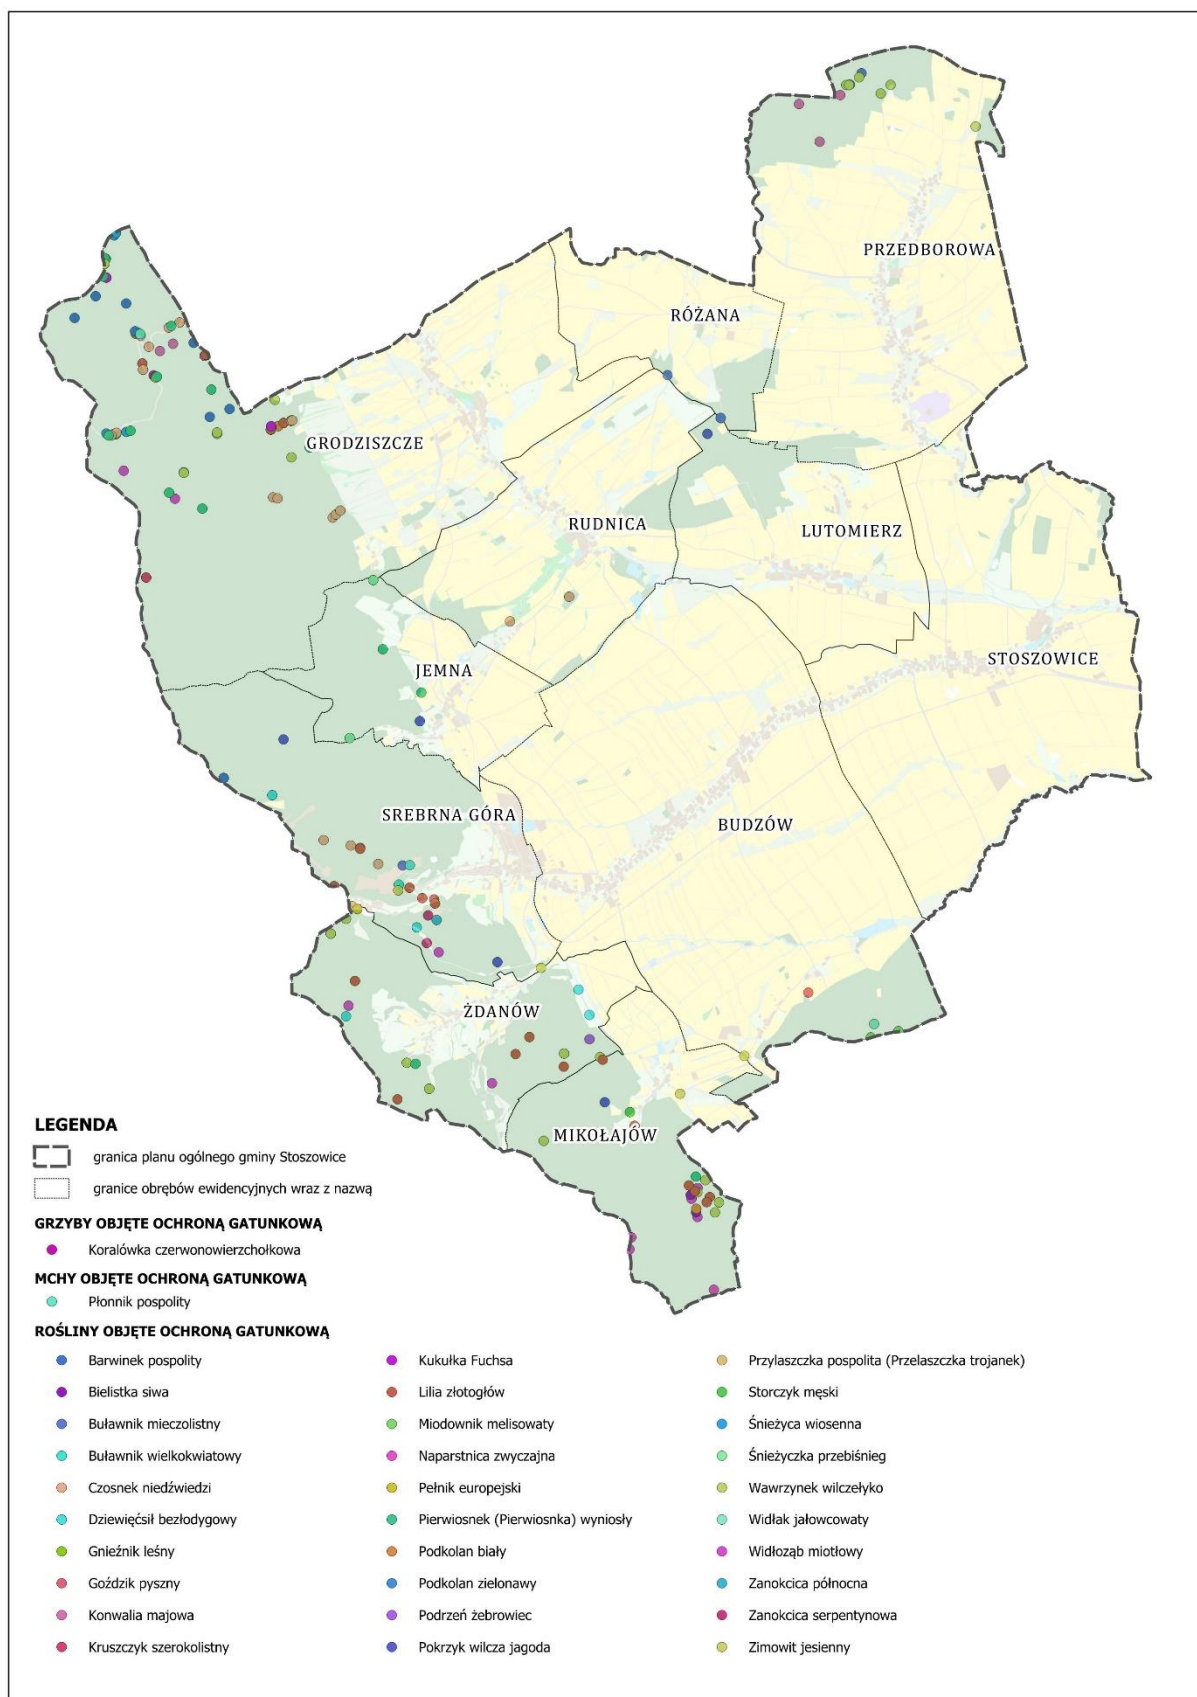 PRZEDBOROWA
RÓŻANA
GRODZISZCZE
RUDNICA
LUTOMIERZ
STOSZOWICE
JEMNA
SREBRNA GÓRA
BUDZÓW
ŻDANÓW
MIKOŁAJÓW
LEGENDA
granica planu ogólnego gminy Stoszowice
granice obrębów ewidencyjnych wraz z nazwą
GRZYBY OBJĘTE OCHRONĄ GATUNKOWĄ
Koralówka czerwonowierzchołkowa
MCHY OBJĘTE OCHRONĄ GATUNKOWĄ
Płonnik pospolity
ROŚLINY OBJĘTE OCHRONĄ GATUNKOWĄ
Barwinek pospolity
Bielistka siwa
Buławnik mieczolistny
Buławnik wielkokwiatowy
Czosnek niedźwiedzi
Dziewięćsił bezłodygowy
Gnieźnik leśny
Goździk pyszny
Konwalia majowa
Kruszczyk szerokolistny
Kukułka Fuchsa
Lilia złotogłów
Miodownik melisowaty
Naparstnica zwyczajna
Pełnik europejski
Pierwiosnek (Pierwiosnka) wyniosły
Podkolan biały
Podkolan zielonawy
Podrzeń żebrowiec
Pokrzyk wilcza jagoda
Przylaszczka pospolita (Przelaszczka trojanek)
Storczyk męski
Śnieżyca wiosenna
Śnieżyczka przebiśnieg
Wawrzynek wilczełyko
Widłak jałowcowaty
Widłoząb miotłowy
Zanokcica północna
Zanokcica serpentynowa
Zimowit jesienny